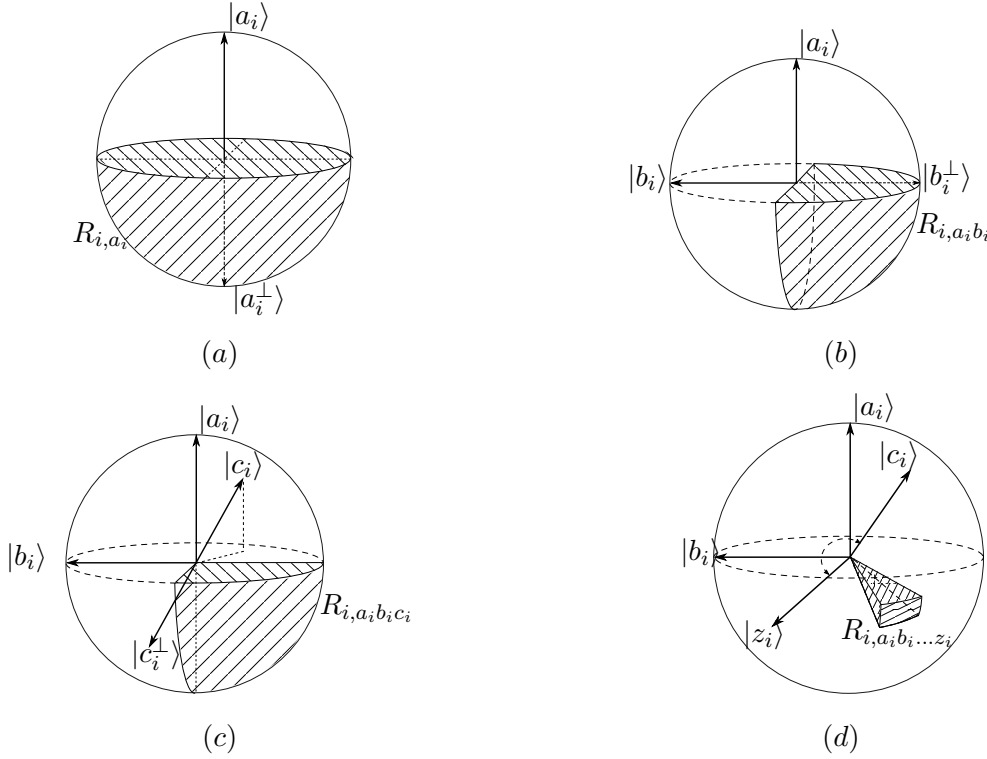 |a_i⟩
R_{i,a_i}
|a_i^⊥⟩
(a)
|a_i⟩
|b_i⟩
|b_i^⊥⟩
R_{i,a_ib_i}
(b)
|a_i⟩
|c_i⟩
|b_i⟩
R_{i,a_ib_ic_i}
|c_i^⊥⟩
(c)
|a_i⟩
|c_i⟩
|b_i⟩
|z_i⟩
R_{i,a_ib_i...z_i}
(d)